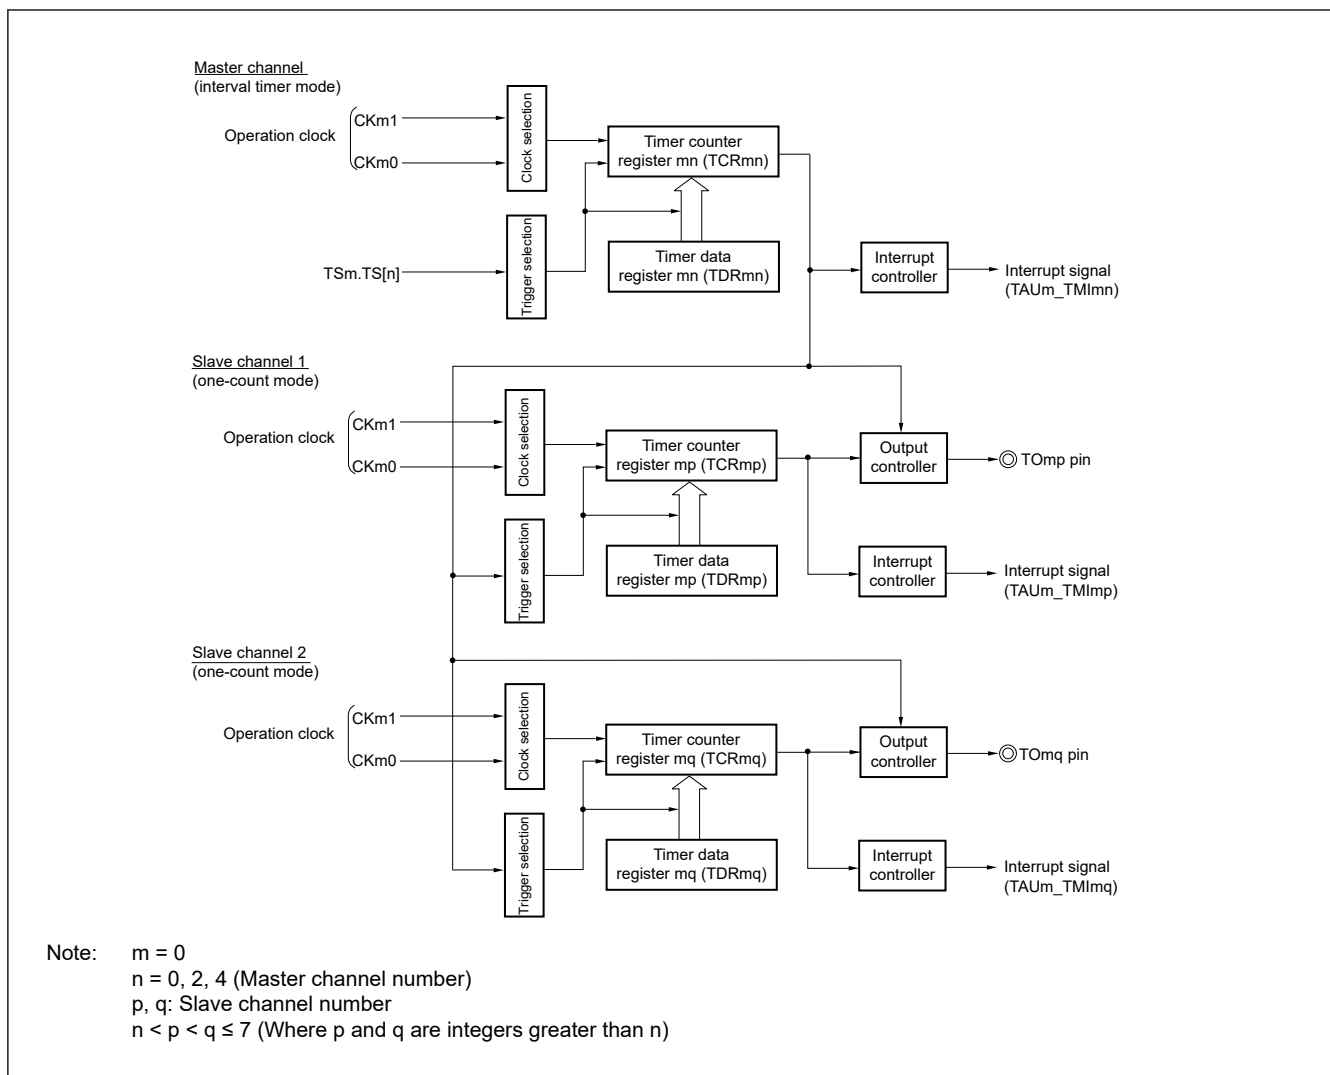 Master channel
(interval timer mode)
Operation clock
CKm1
CKm0
Clock selection
Timer counter
register mn (TCRmn)
TSm.TS[n]
Trigger selection
Timer data
register mn (TDRmn)
Interrupt
controller
Interrupt signal
(TAUm_TMImn)
Slave channel 1
(one-count mode)
Operation clock
CKm1
CKm0
Clock selection
Timer counter
register mp (TCRmp)
Output
controller
TOmp pin
Trigger selection
Timer data
register mp (TDRmp)
Interrupt
controller
Interrupt signal
(TAUm_TMImp)
Slave channel 2
(one-count mode)
Operation clock
CKm1
CKm0
Clock selection
Timer counter
register mq (TCRmq)
Output
controller
TOmq pin
Trigger selection
Timer data
register mq (TDRmq)
Interrupt
controller
Interrupt signal
(TAUm_TMImq)
Note: m = 0
n = 0, 2, 4 (Master channel number)
p, q: Slave channel number
n < p < q ≤ 7 (Where p and q are integers greater than n)